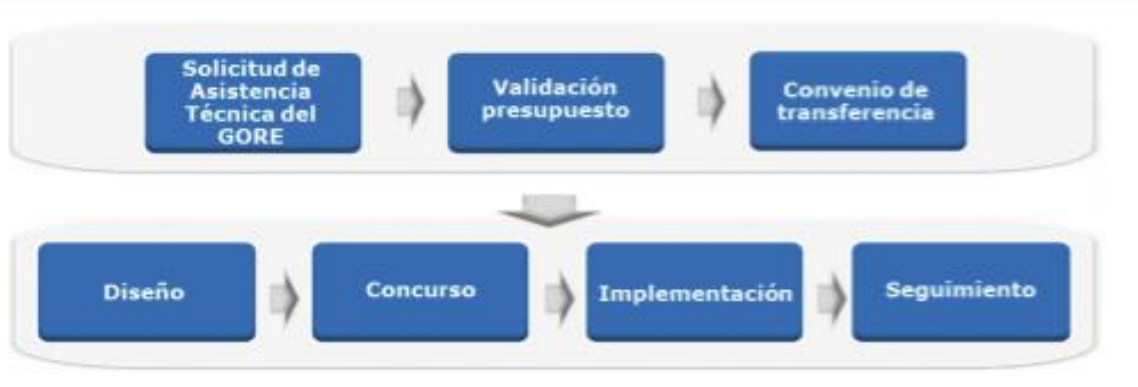 Solicitud de
Asistencia
Técnica del
GORE
Validación
presupuesto
Convenio de
transferencia
Diseño
Concurso
Implementación
Seguimiento